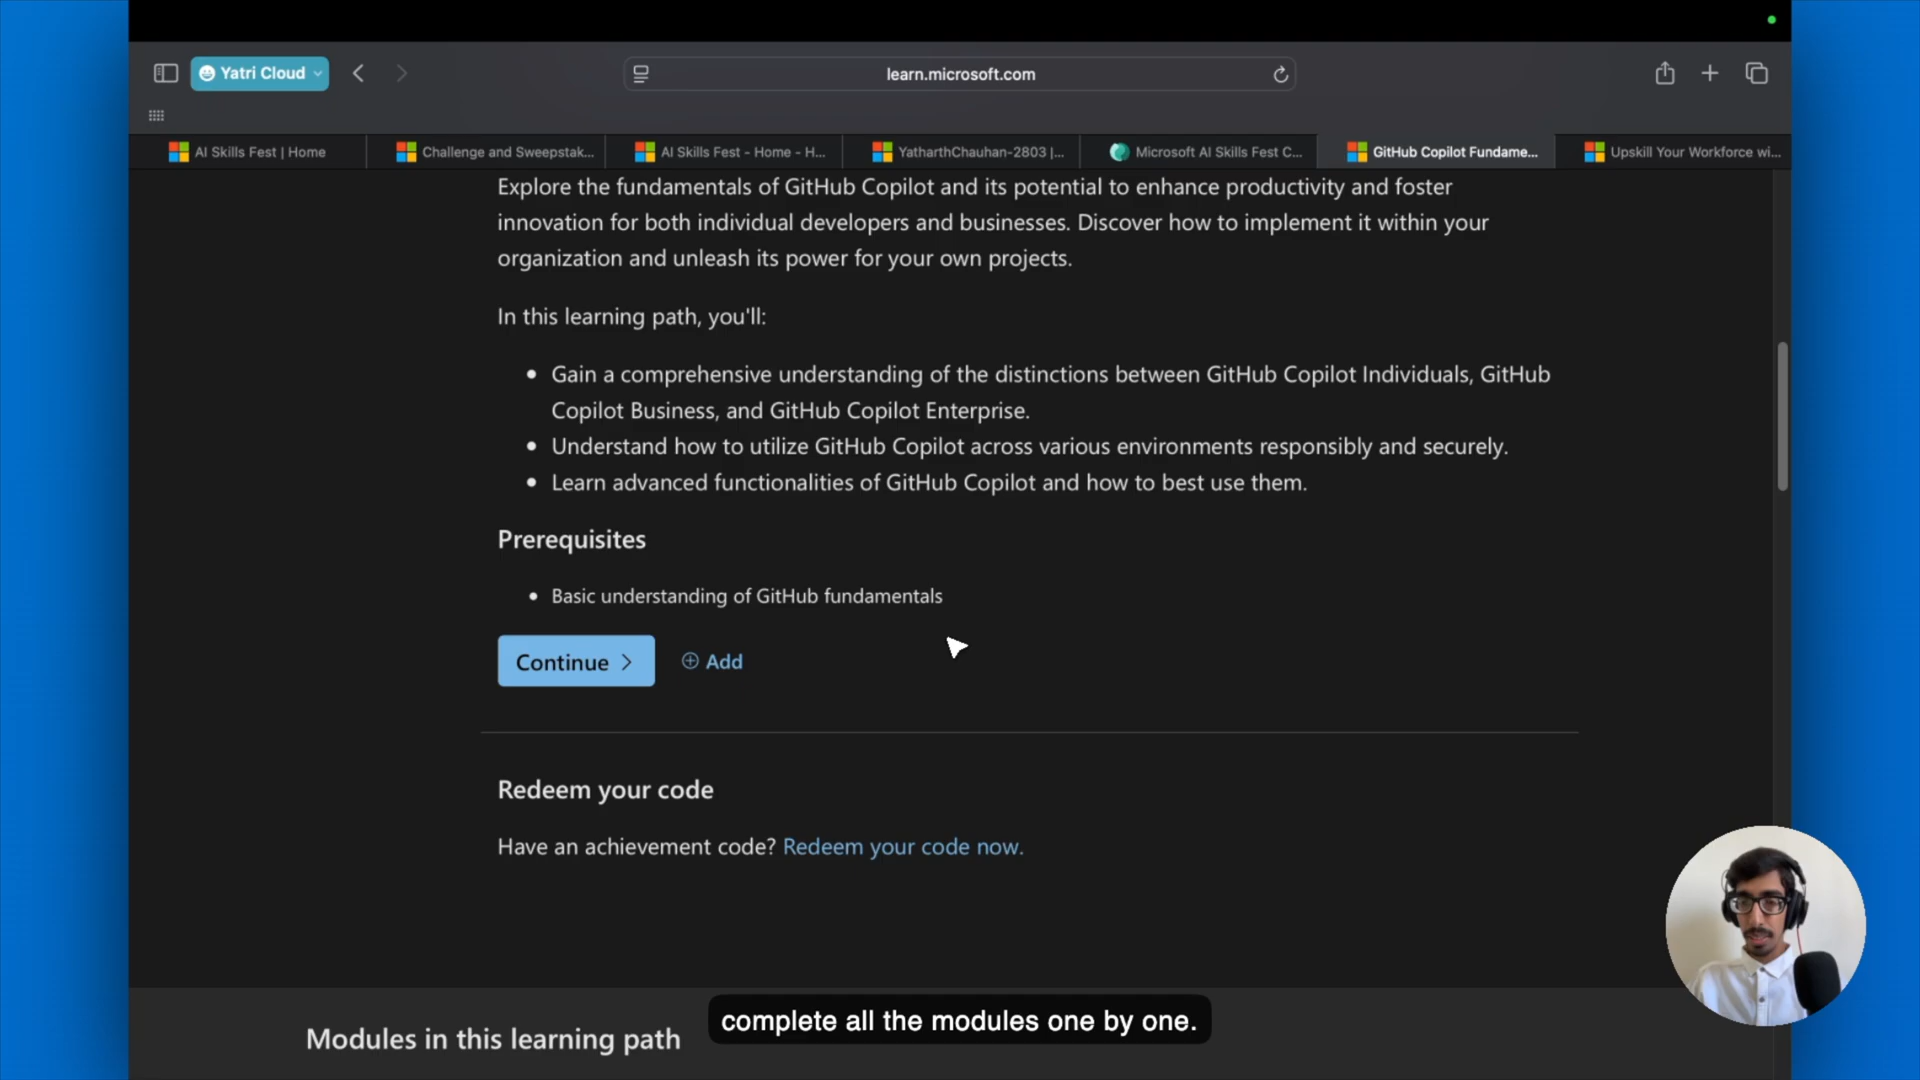 Yatri Cloud
learn.microsoft.com
AI Skills Fest | Home
Challenge and Sweepstak...
AI Skills Fest - Home - H...
YatharthChauhan-2803 |...
Microsoft AI Skills Fest C...
GitHub Copilot Fundame...
Upskill Your Workforce wi...
Explore the fundamentals of GitHub Copilot and its potential to enhance productivity and foster
innovation for both individual developers and businesses. Discover how to implement it within your
organization and unleash its power for your own projects.
In this learning path, you'll:
Gain a comprehensive understanding of the distinctions between GitHub Copilot Individuals, GitHub
Copilot Business, and GitHub Copilot Enterprise.
Understand how to utilize GitHub Copilot across various environments responsibly and securely.
Learn advanced functionalities of GitHub Copilot and how to best use them.
Prerequisites
Basic understanding of GitHub fundamentals
Continue
Add
Redeem your code
Have an achievement code? Redeem your code now.
Modules in this learning path
complete all the modules one by one.